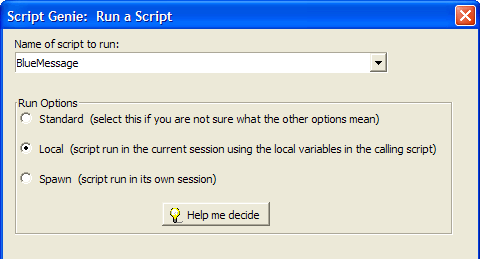 Script Genie:  Run a Script
Name of script to run:
BlueMessage
Run Options
Standard  (select this if you are not sure what the other options mean)
Local  (script run in the current session using the local variables in the calling script)
Spawn  (script run in its own session)
Help me decide